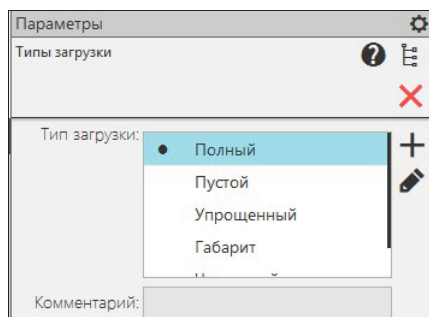 Параметры
Типы загрузки
Тип загрузки:
Полный
Пустой
Упрощенный
Габарит
Комментарий: